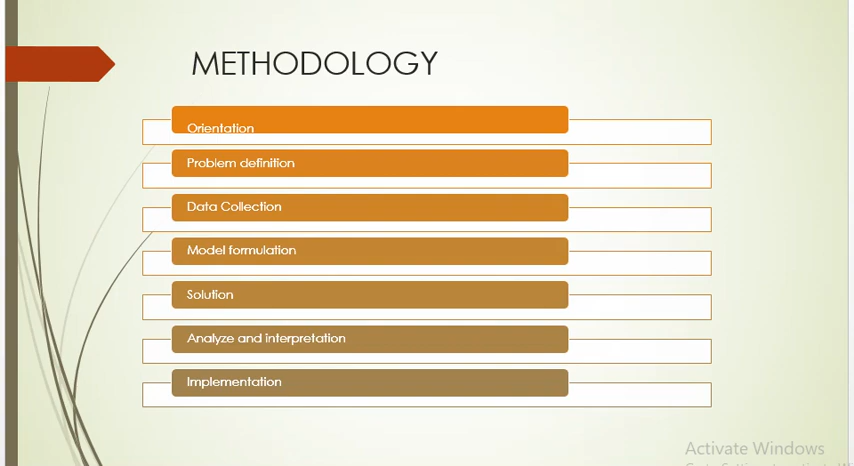 METHODOLOGY
Orientation
Problem definition
Data Collection
Model formulation
Solution
Analyze and interpretation
Implementation
Activate Windows